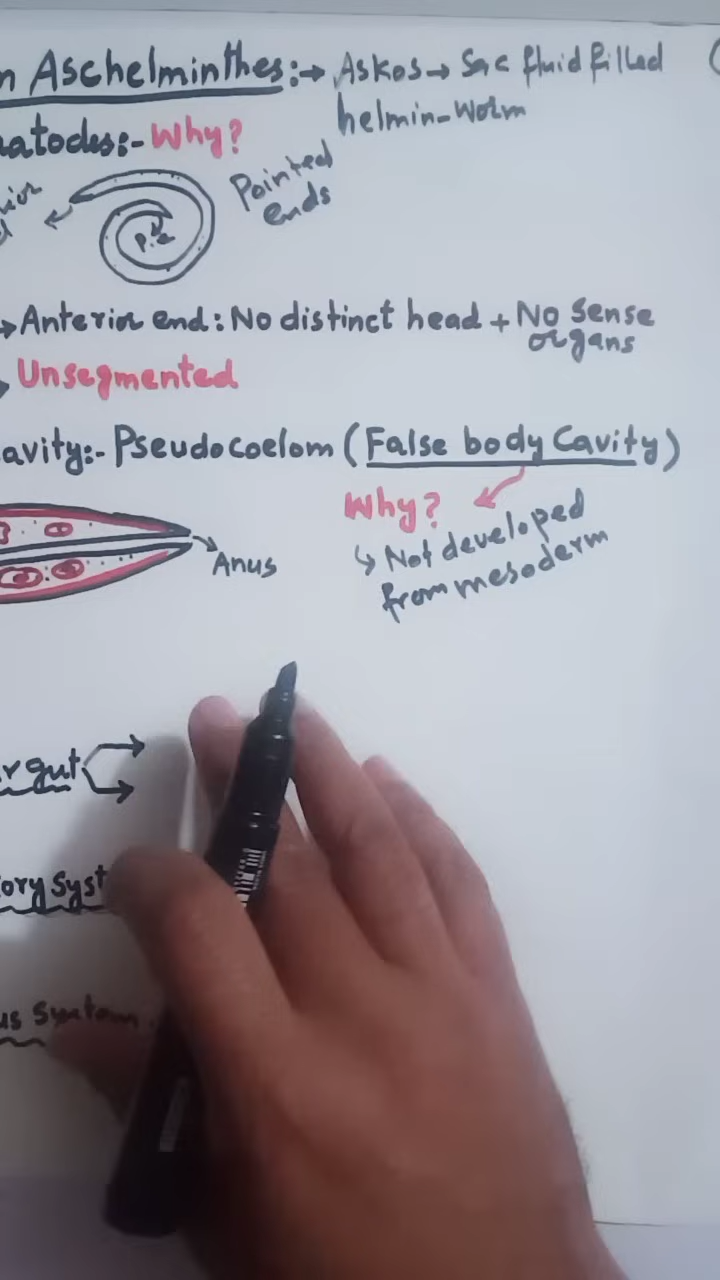 n Aschelminthes:→ Askos→ Sac fluid filled
helmin-Worm
atodes:- Why?
Pointed
ends
Anterior end: No distinct head + No Sense
organs
Unsegmented
avity:- Pseudocoelom (False body Cavity)
Why?
Not developed
from mesoderm
Anus
r gut
ory Syst
us System